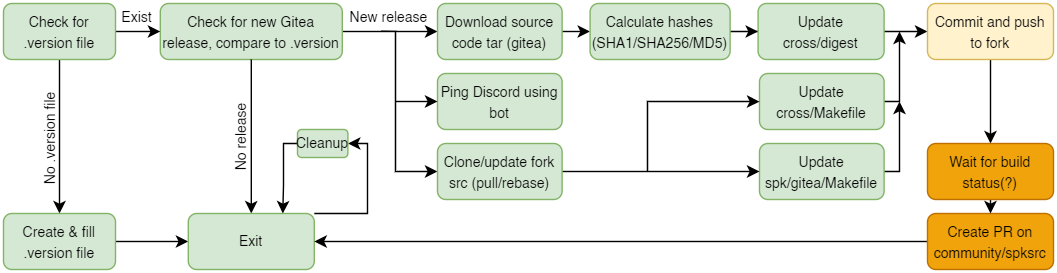 Check for
.version file
Exist
Check for new Gitea
release, compare to .version
New release
Download source
code tar (gitea)
Calculate hashes
(SHA1/SHA256/MD5)
Update
cross/digest
Commit and push
to fork
Ping Discord using
bot
Update
cross/Makefile
No .version file
No release
Cleanup
Clone/update fork
src (pull/rebase)
Update
spk/gitea/Makefile
Wait for build
status(?)
Create & fill
.version file
Exit
Create PR on
community/spksrc